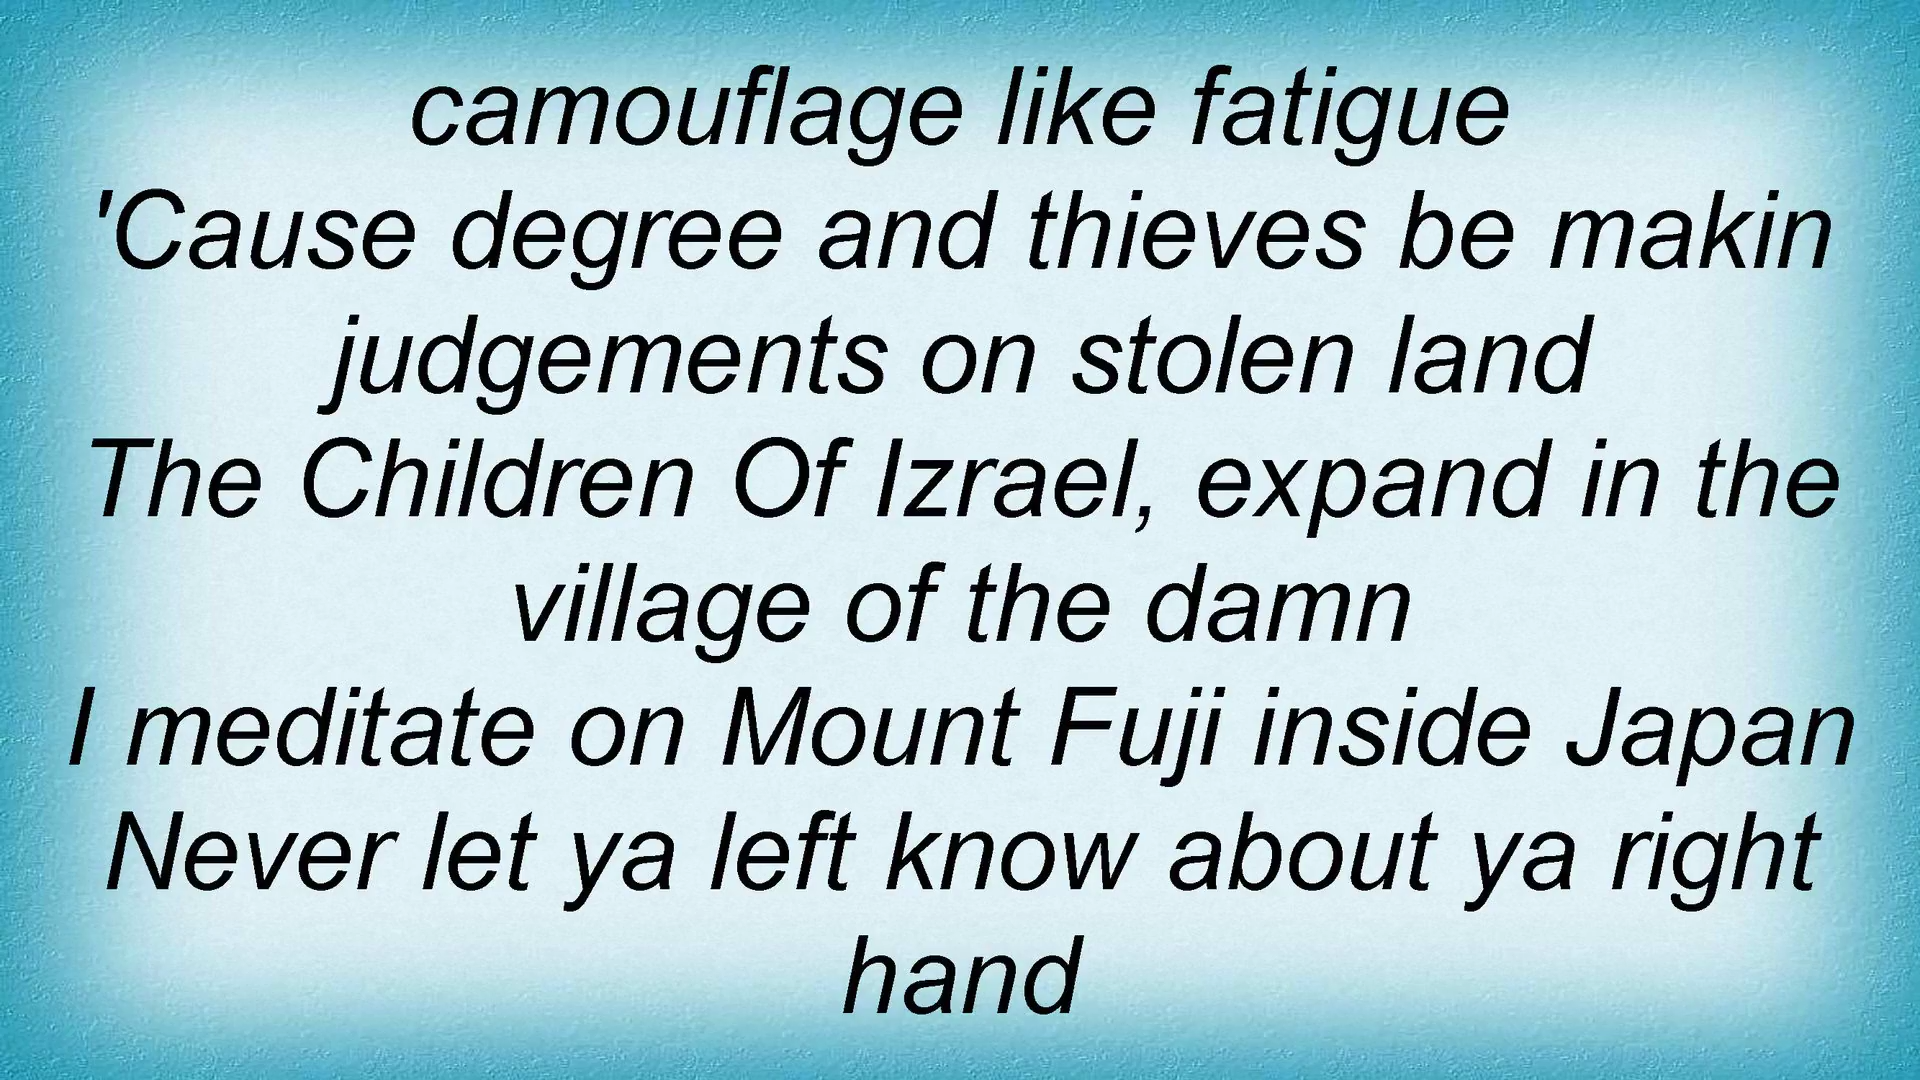 camouflage like fatigue
'Cause degree and thieves be makin
judgements on stolen land
The Children Of Izrael, expand in the
village of the damn
I meditate on Mount Fuji inside Japan
Never let ya left know about ya right
hand